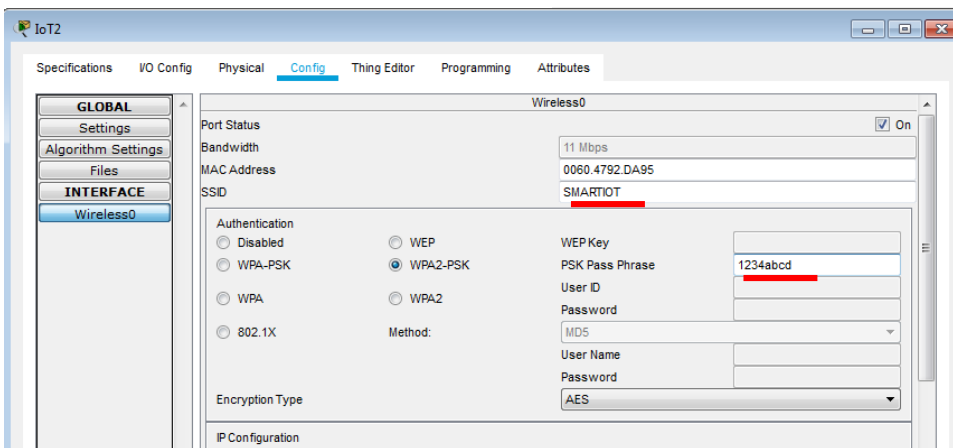 IoT2
Specifications I/O Config Physical Config Thing Editor Programming Attributes
GLOBAL
Settings
Algorithm Settings
Files
INTERFACE
Wireless0
Wireless0
Port Status On
Bandwidth 11 Mbps
MAC Address 0060.4792.DA95
SSID SMARTIOT
Authentication
Disabled WEP WEP Key
WPA-PSK WPA2-PSK PSK Pass Phrase 1234abcd
User ID
WPA WPA2
Password
802.1X Method: MD5
User Name
Password
Encryption Type AES
IP Configuration